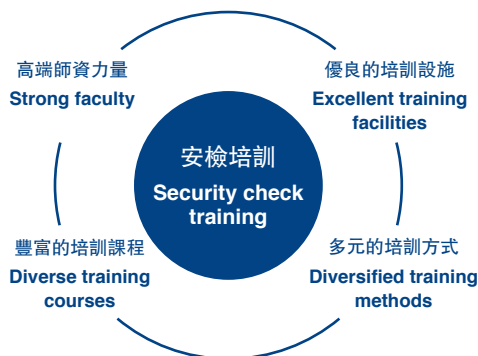 高端師資力量
Strong faculty
優良的培訓設施
Excellent training
facilities
安檢培訓
Security check
training
豐富的培訓課程
Diverse training
courses
多元的培訓方式
Diversified training
methods